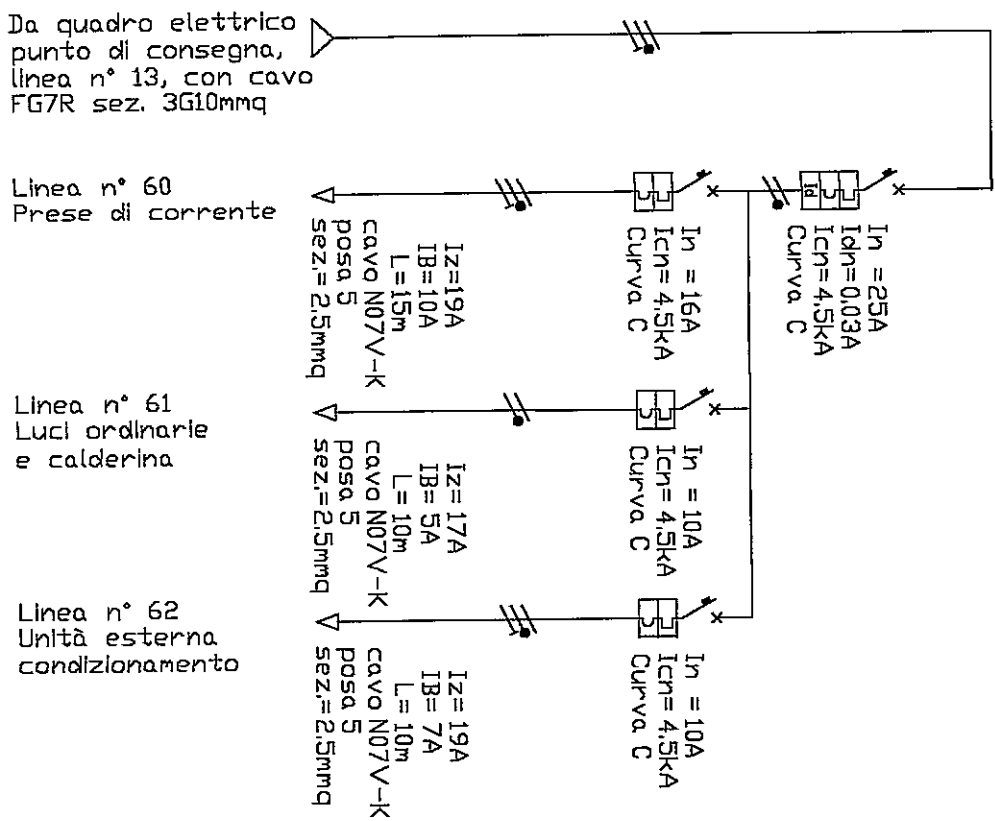 Da quadro elettrico
punto di consegna,
linea n° 13, con cavo
FG7R sez. 3G10mmq
In =25A
Idn=0.03A
Icn=4.5kA
Curva C
Id
Linea n° 60
Prese di corrente
In =16A
Icn=4.5kA
Curva C
Iz=19A
IB=10A
L=15m
cavo N07V-K
posa 5
sez.=2.5mmq
Linea n° 61
Luci ordinarie
e calderina
In =10A
Icn=4.5kA
Curva C
Iz=17A
IB= 5A
L=10m
cavo N07V-K
posa 5
sez.=2.5mmq
Linea n° 62
Unità esterna
condizionamento
In =10A
Icn=4.5kA
Curva C
Iz=19A
IB= 7A
L=10m
cavo N07V-K
posa 5
sez.=2.5mmq